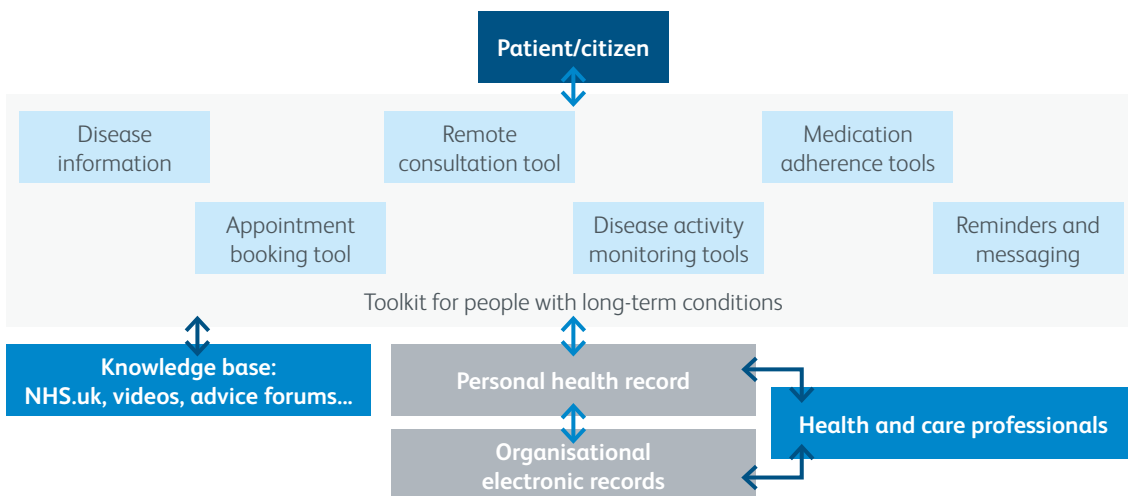 Patient/citizen
Disease
information
Remote
consultation tool
Medication
adherence tools
Appointment
booking tool
Disease activity
monitoring tools
Reminders and
messaging
Toolkit for people with long-term conditions
Knowledge base:
NHS.uk, videos, advice forums...
Personal health record
Health and care professionals
Organisational
electronic records